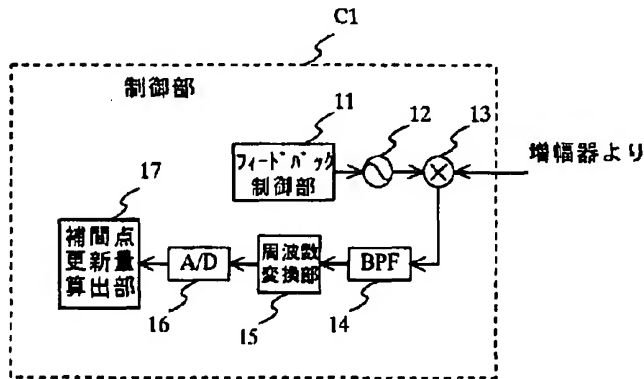 C1
制御部
11
12
13
フィードバック
制御部
増幅器より
17
補間点
更新量
算出部
A/D
周波数
変換部
BPF
16
15
14